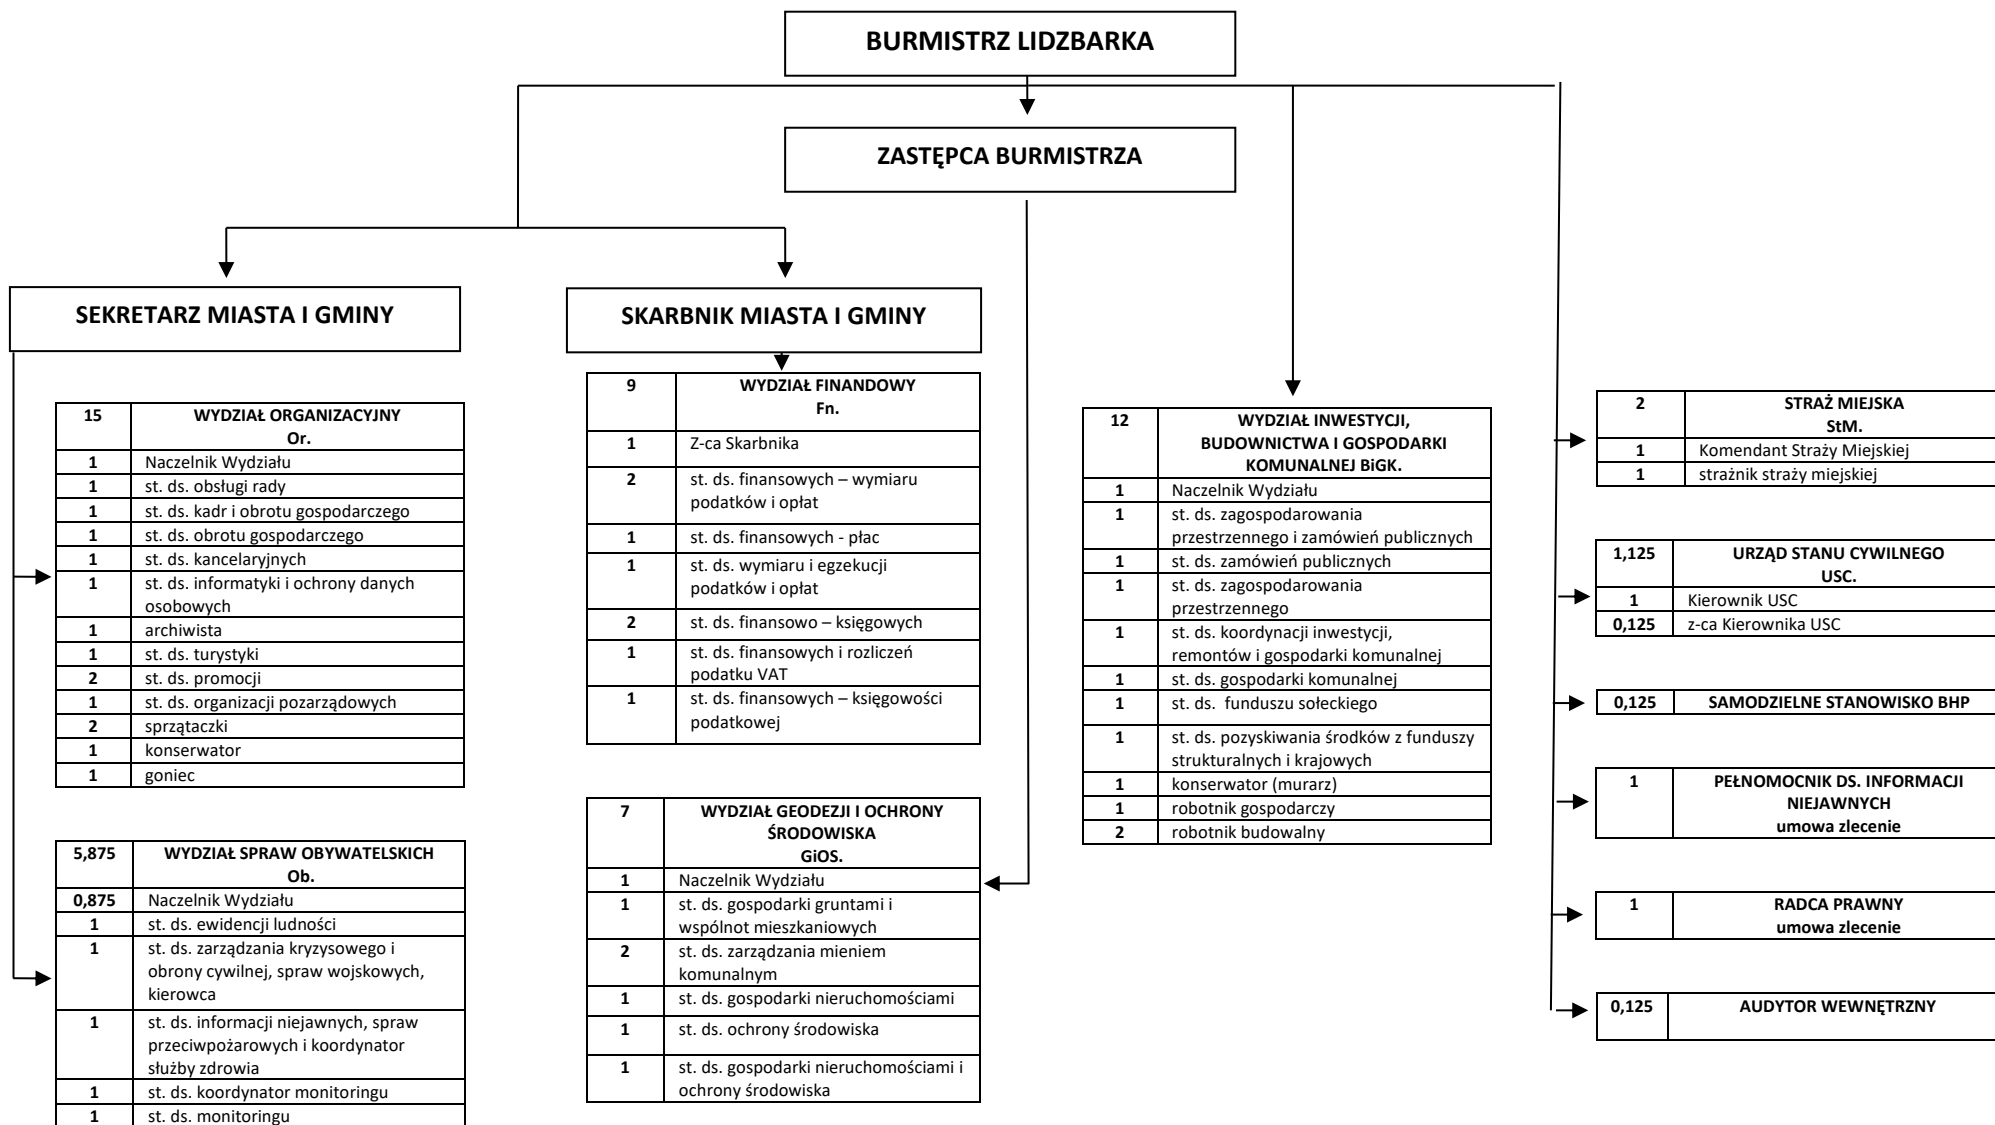 BURMISTRZ LIDZBARKA
ZASTĘPCA BURMISTRZA
SEKRETARZ MIASTA I GMINY
SKARBNIK MIASTA I GMINY
15 WYDZIAŁ ORGANIZACYJNY
Or.
1 Naczelnik Wydziału
1 st. ds. obsługi rady
1 st. ds. kadr i obrotu gospodarczego
1 st. ds. obrotu gospodarczego
1 st. ds. kancelaryjnych
1 st. ds. informatyki i ochrony danych
osobowych
1 archiwista
1 st. ds. turystyki
2 st. ds. promocji
1 st. ds. organizacji pozarządowych
2 sprzątaczki
1 konserwator
1 goniec
5,875 WYDZIAŁ SPRAW OBYWATELSKICH
Ob.
0,875 Naczelnik Wydziału
1 st. ds. ewidencji ludności
1 st. ds. zarządzania kryzysowego i
obrony cywilnej, spraw wojskowych,
kierowca
1 st. ds. informacji niejawnych, spraw
przeciwpożarowych i koordynator
służby zdrowia
1 st. ds. koordynator monitoringu
1 st. ds. monitoringu
9 WYDZIAŁ FINANDOWY
Fn.
1 Z-ca Skarbnika
2 st. ds. finansowych – wymiaru
podatków i opłat
1 st. ds. finansowych - płac
1 st. ds. wymiaru i egzekucji
podatków i opłat
2 st. ds. finansowo – księgowych
1 st. ds. finansowych i rozliczeń
podatku VAT
1 st. ds. finansowych – księgowości
podatkowej
7 WYDZIAŁ GEODEZJI I OCHRONY
ŚRODOWISKA
GiOS.
1 Naczelnik Wydziału
1 st. ds. gospodarki gruntami i
wspólnot mieszkaniowych
2 st. ds. zarządzania mieniem
komunalnym
1 st. ds. gospodarki nieruchomościami
1 st. ds. ochrony środowiska
1 st. ds. gospodarki nieruchomościami i
ochrony środowiska
12 WYDZIAŁ INWESTYCJI,
BUDOWNICTWA I GOSPODARKI
KOMUNALNEJ BiGK.
1 Naczelnik Wydziału
1 st. ds. zagospodarowania
przestrzennego i zamówień publicznych
1 st. ds. zamówień publicznych
1 st. ds. zagospodarowania
przestrzennego
1 st. ds. koordynacji inwestycji,
remontów i gospodarki komunalnej
1 st. ds. gospodarki komunalnej
1 st. ds. funduszu sołeckiego
1 st. ds. pozyskiwania środków z funduszy
strukturalnych i krajowych
1 konserwator (murarz)
1 robotnik gospodarczy
2 robotnik budowalny
2 STRAŻ MIEJSKA
StM.
1 Komendant Straży Miejskiej
1 strażnik straży miejskiej
1,125 URZĄD STANU CYWILNEGO
USC.
1 Kierownik USC
0,125 z-ca Kierownika USC
0,125 SAMODZIELNE STANOWISKO BHP
1 PEŁNOMOCNIK DS. INFORMACJI
NIEJAWNYCH
umowa zlecenie
1 RADCA PRAWNY
umowa zlecenie
0,125 AUDYTOR WEWNĘTRZNY